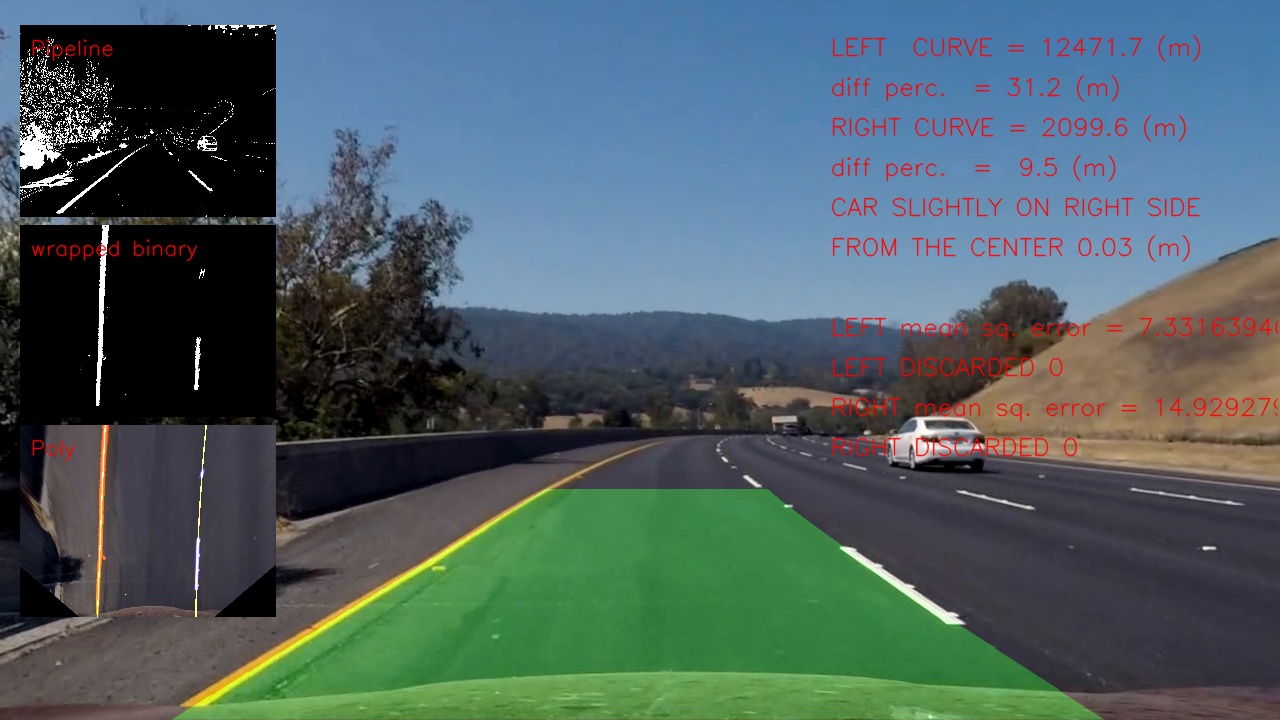 Pipeline
wrapped binary
Poly
LEFT CURVE = 12471.7 (m)
diff perc. = 31.2 (m)
RIGHT CURVE = 2099.6 (m)
diff perc. = 9.5 (m)
CAR SLIGHTLY ON RIGHT SIDE
FROM THE CENTER 0.03 (m)
LEFT mean sq. error = 7.3316394
LEFT DISCARDED 0
RIGHT mean sq. error = 14.92927
RIGHT DISCARDED 0